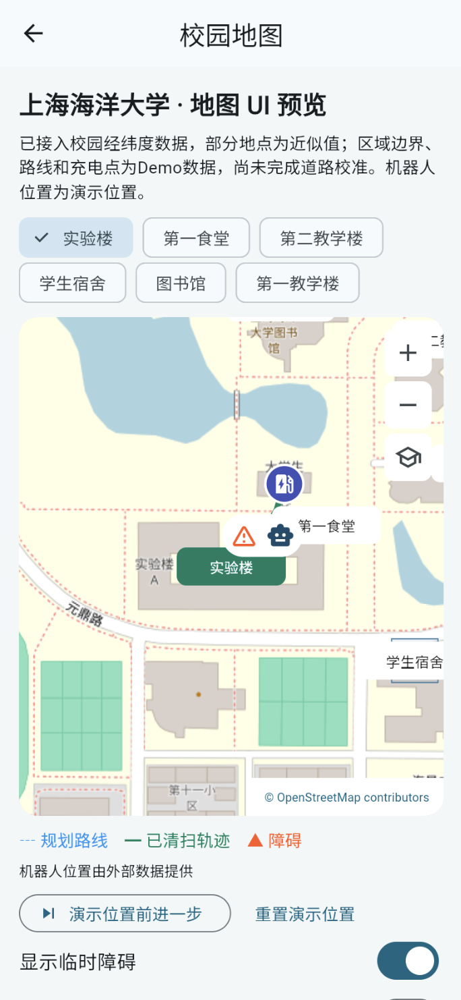 校园地图
上海海洋大学 · 地图 UI 预览
已接入校园经纬度数据，部分地点为近似值；区域边界、
路线和充电点为Demo数据，尚未完成道路校准。机器人
位置为演示位置。
实验楼 第一食堂 第二教学楼
学生宿舍 图书馆 第一教学楼
大学图书
馆
大学生
第一食堂
实验楼
A
实验楼
元鼎路
学生宿舍
第十一小
区
© OpenStreetMap contributors
--- 规划路线 — 已清扫轨迹 障碍
机器人位置由外部数据提供
演示位置前进一步 重置演示位置
显示临时障碍